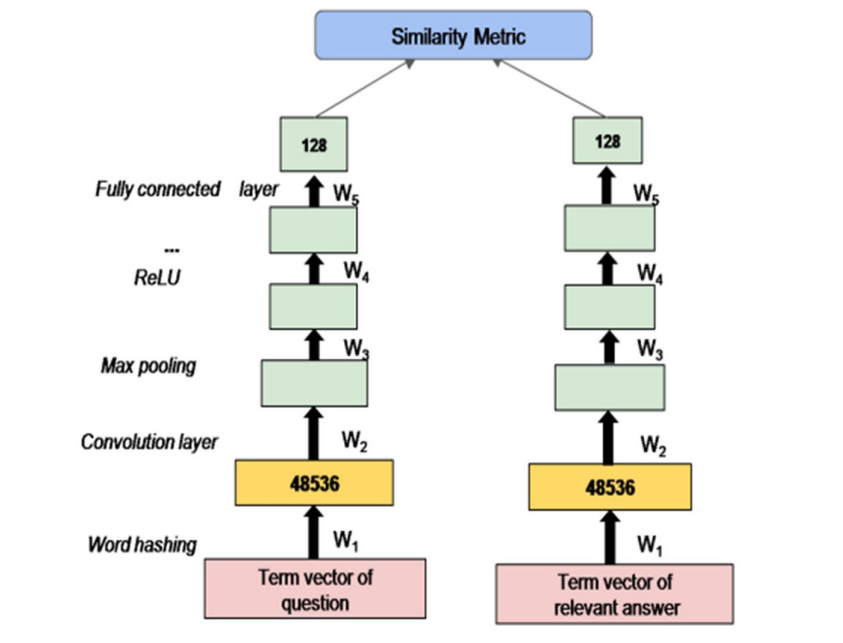 Similarity Metric
128
128
Fully connected layer
W5
W5
...
ReLU
W4
W4
Max pooling
W3
W3
Convolution layer
W2
W2
48536
48536
Word hashing
W1
W1
Term vector of
question
Term vector of
relevant answer